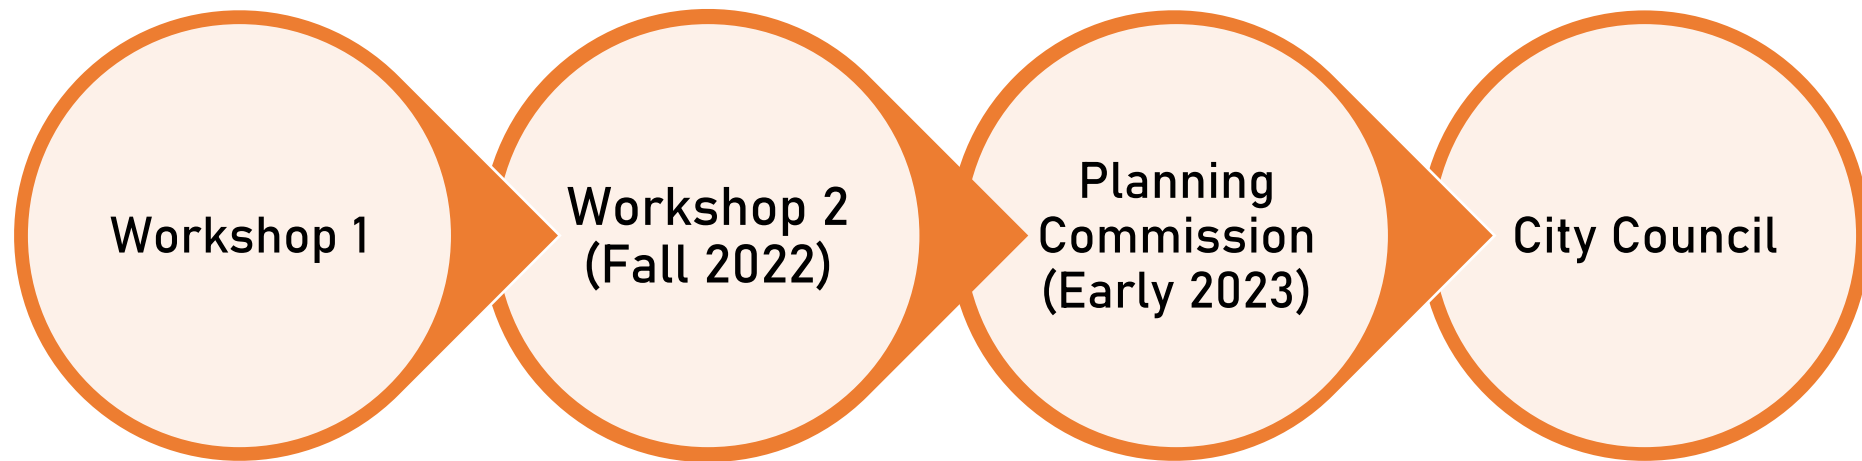 Workshop 1
Workshop 2
(Fall 2022)
Planning
Commission
(Early 2023)
City Council